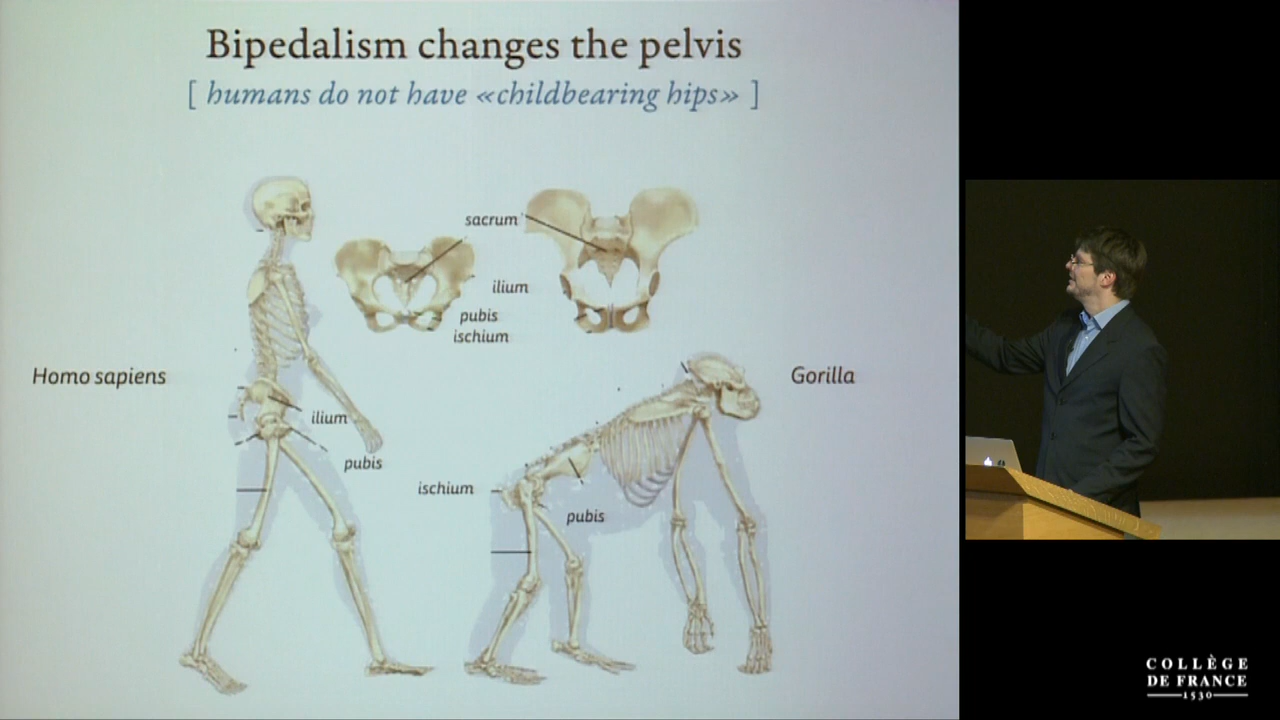 Bipedalism changes the pelvis
[ humans do not have «childbearing hips» ]
sacrum
ilium
pubis
ischium
Homo sapiens
Gorilla
ilium
pubis
ischium
pubis
COLLÈGE
DE FRANCE
1530